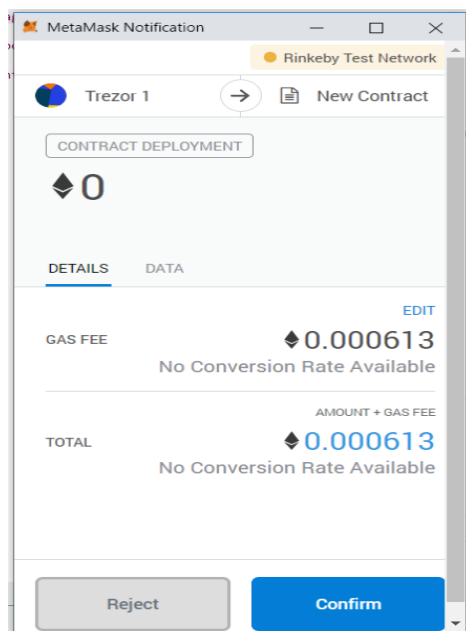 MetaMask Notification
Rinkeby Test Network
Trezor 1
New Contract
CONTRACT DEPLOYMENT
0
DETAILS DATA
EDIT
GAS FEE
0.000613
No Conversion Rate Available
AMOUNT + GAS FEE
TOTAL
0.000613
No Conversion Rate Available
Reject
Confirm